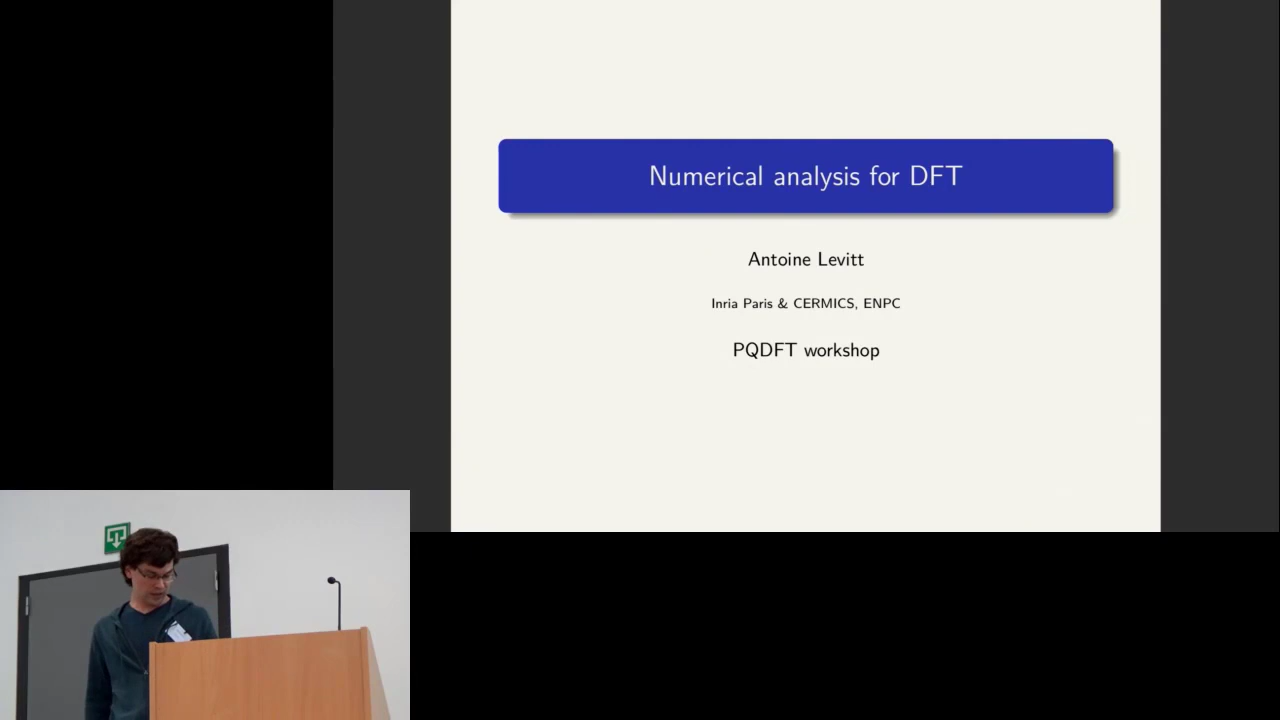 Numerical analysis for DFT
Antoine Levitt
Inria Paris & CERMICS, ENPC
PQDFT workshop